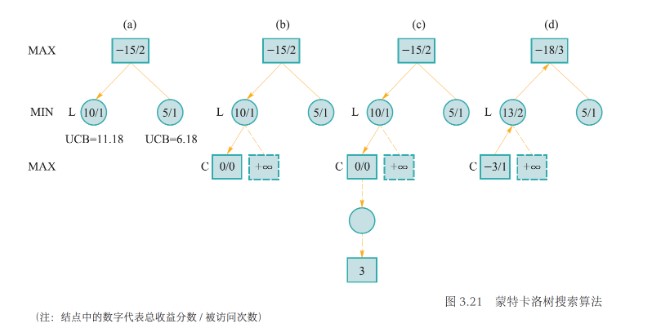 (a) (b) (c) (d)
MAX −15/2 −15/2 −15/2 −18/3
MIN L 10/1 5/1 L 10/1 5/1 L 10/1 5/1 L 13/2 5/1
UCB=11.18 UCB=6.18
MAX C 0/0 +∞ C 0/0 +∞ C −3/1 +∞
3
图 3.21 蒙特卡洛树搜索算法
(注：结点中的数字代表总收益分数 / 被访问次数)